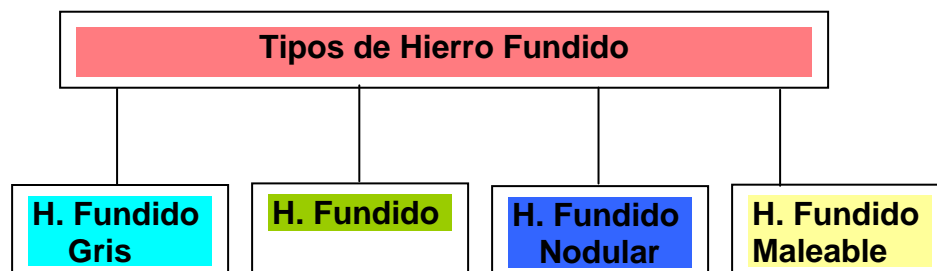 Tipos de Hierro Fundido
H. Fundido
Gris
H. Fundido
H. Fundido
Nodular
H. Fundido
Maleable